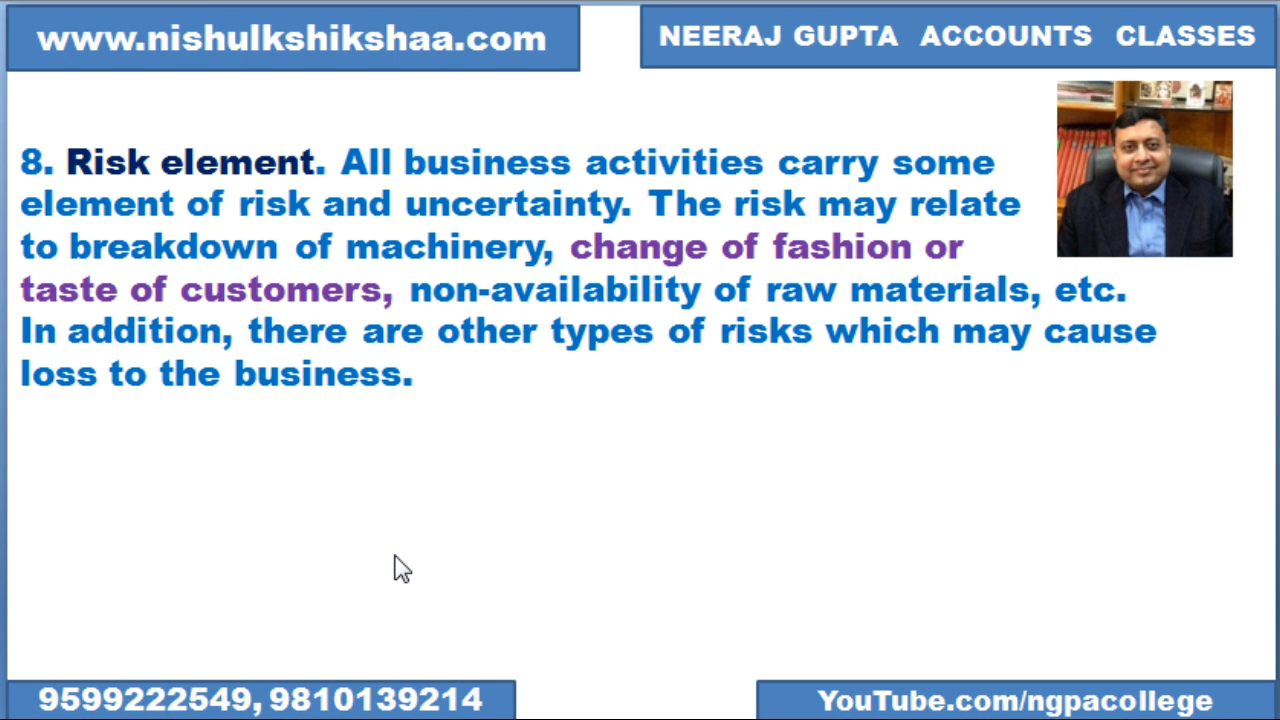 www.nishulkshikshaa.com
NEERAJ GUPTA ACCOUNTS CLASSES
8. Risk element. All business activities carry some
element of risk and uncertainty. The risk may relate
to breakdown of machinery, change of fashion or
taste of customers, non-availability of raw materials, etc.
In addition, there are other types of risks which may cause
loss to the business.
9599222549, 9810139214
YouTube.com/ngpacollege